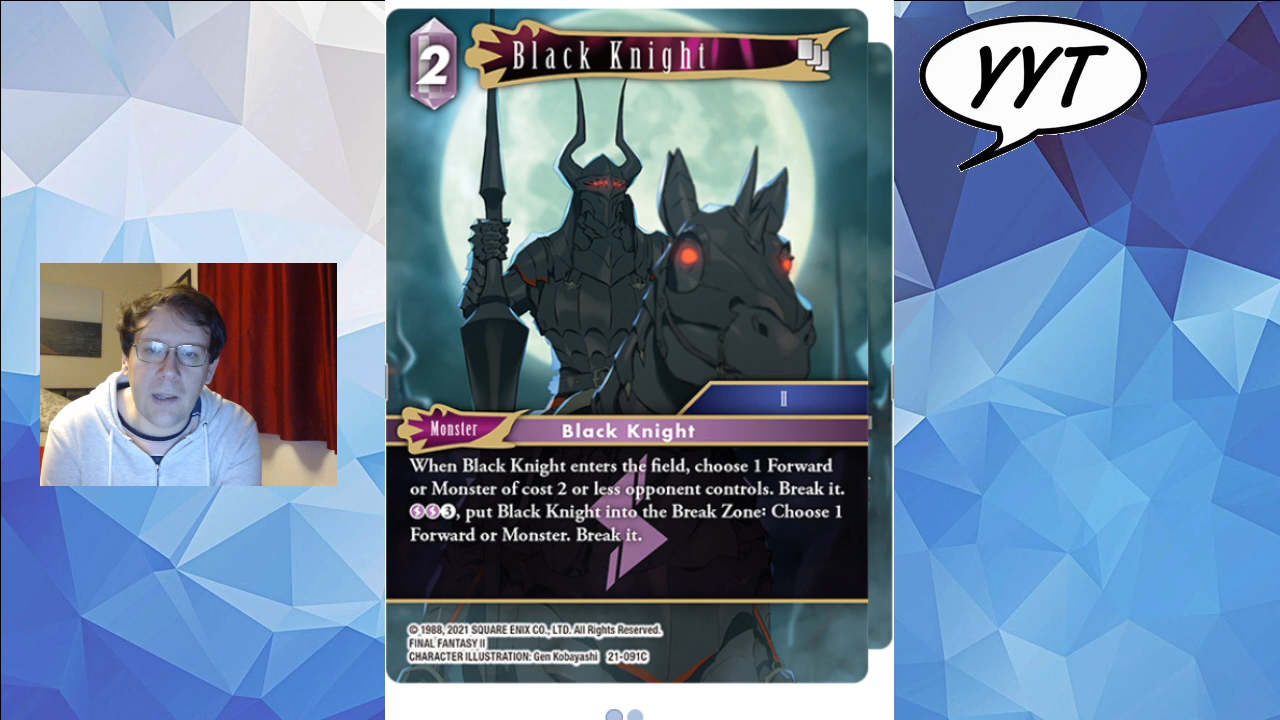 2
Black Knight
YYT
II
Monster
Black Knight
When Black Knight enters the field, choose 1 Forward
or Monster of cost 2 or less opponent controls. Break it.
3, put Black Knight into the Break Zone: Choose 1
Forward or Monster. Break it.
© 1988, 2021 SQUARE ENIX CO., LTD. All Rights Reserved.
FINAL FANTASY II
CHARACTER ILLUSTRATION: Gen Kobayashi 21-091C